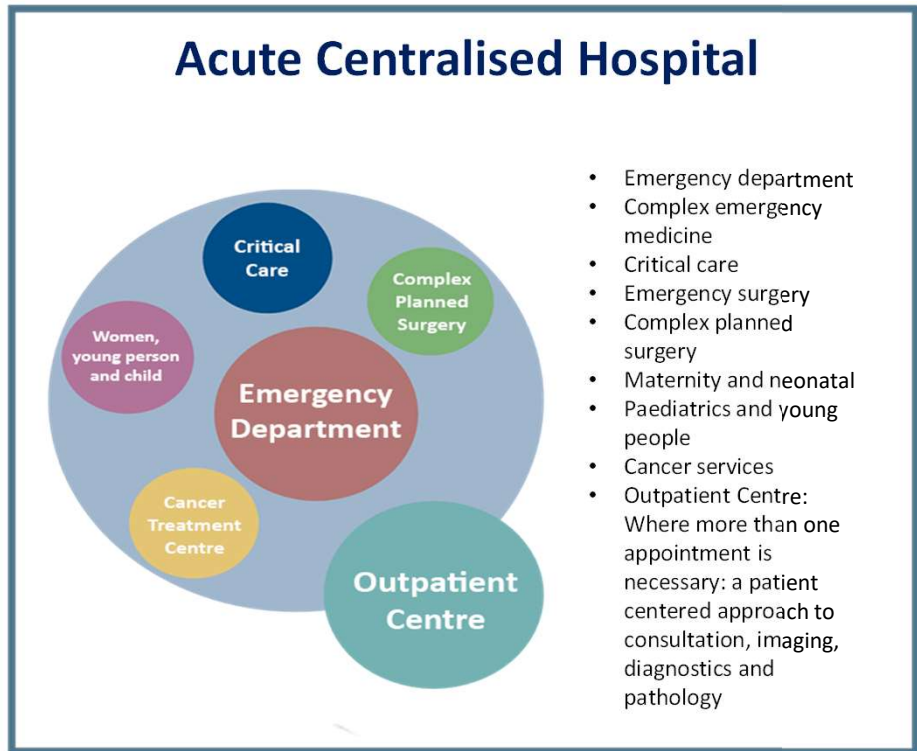 Acute Centralised Hospital
Critical
Care
Complex
Planned
Surgery
Women,
young person
and child
Emergency
Department
Cancer
Treatment
Centre
Outpatient
Centre
• Emergency department
• Complex emergency
medicine
• Critical care
• Emergency surgery
• Complex planned
surgery
• Maternity and neonatal
• Paediatrics and young
people
• Cancer services
• Outpatient Centre:
Where more than one
appointment is
necessary: a patient
centered approach to
consultation, imaging,
diagnostics and
pathology